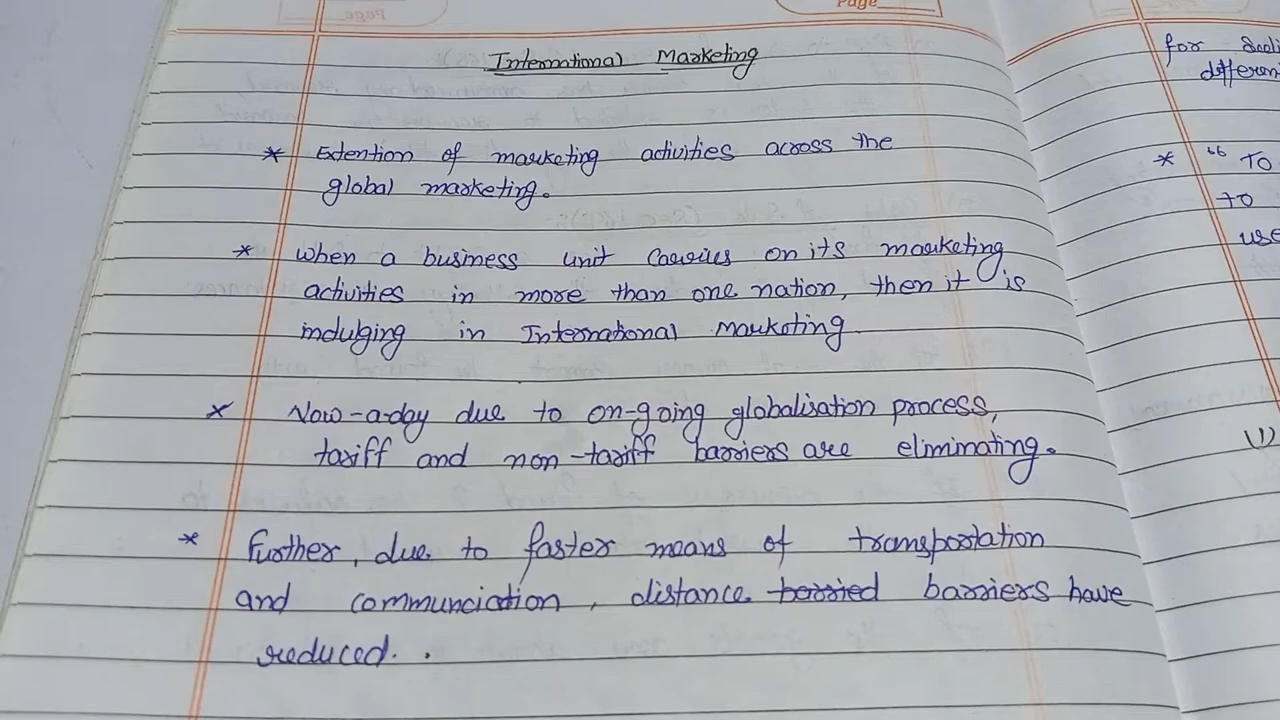 Page
Page
International Marketing
* Extention of marketing activities across the
global marketing.
* When a business unit carries on its marketing
activities in more than one nation, then it is
indulging in International Marketing
* Now-a-day due to on-going globalisation process,
tariff and non-tariff barriers are eliminating.
* Further, due to faster means of transportation
and communciation, distance barried barriers have
reduced. .
for
* " To
to
use
(1)